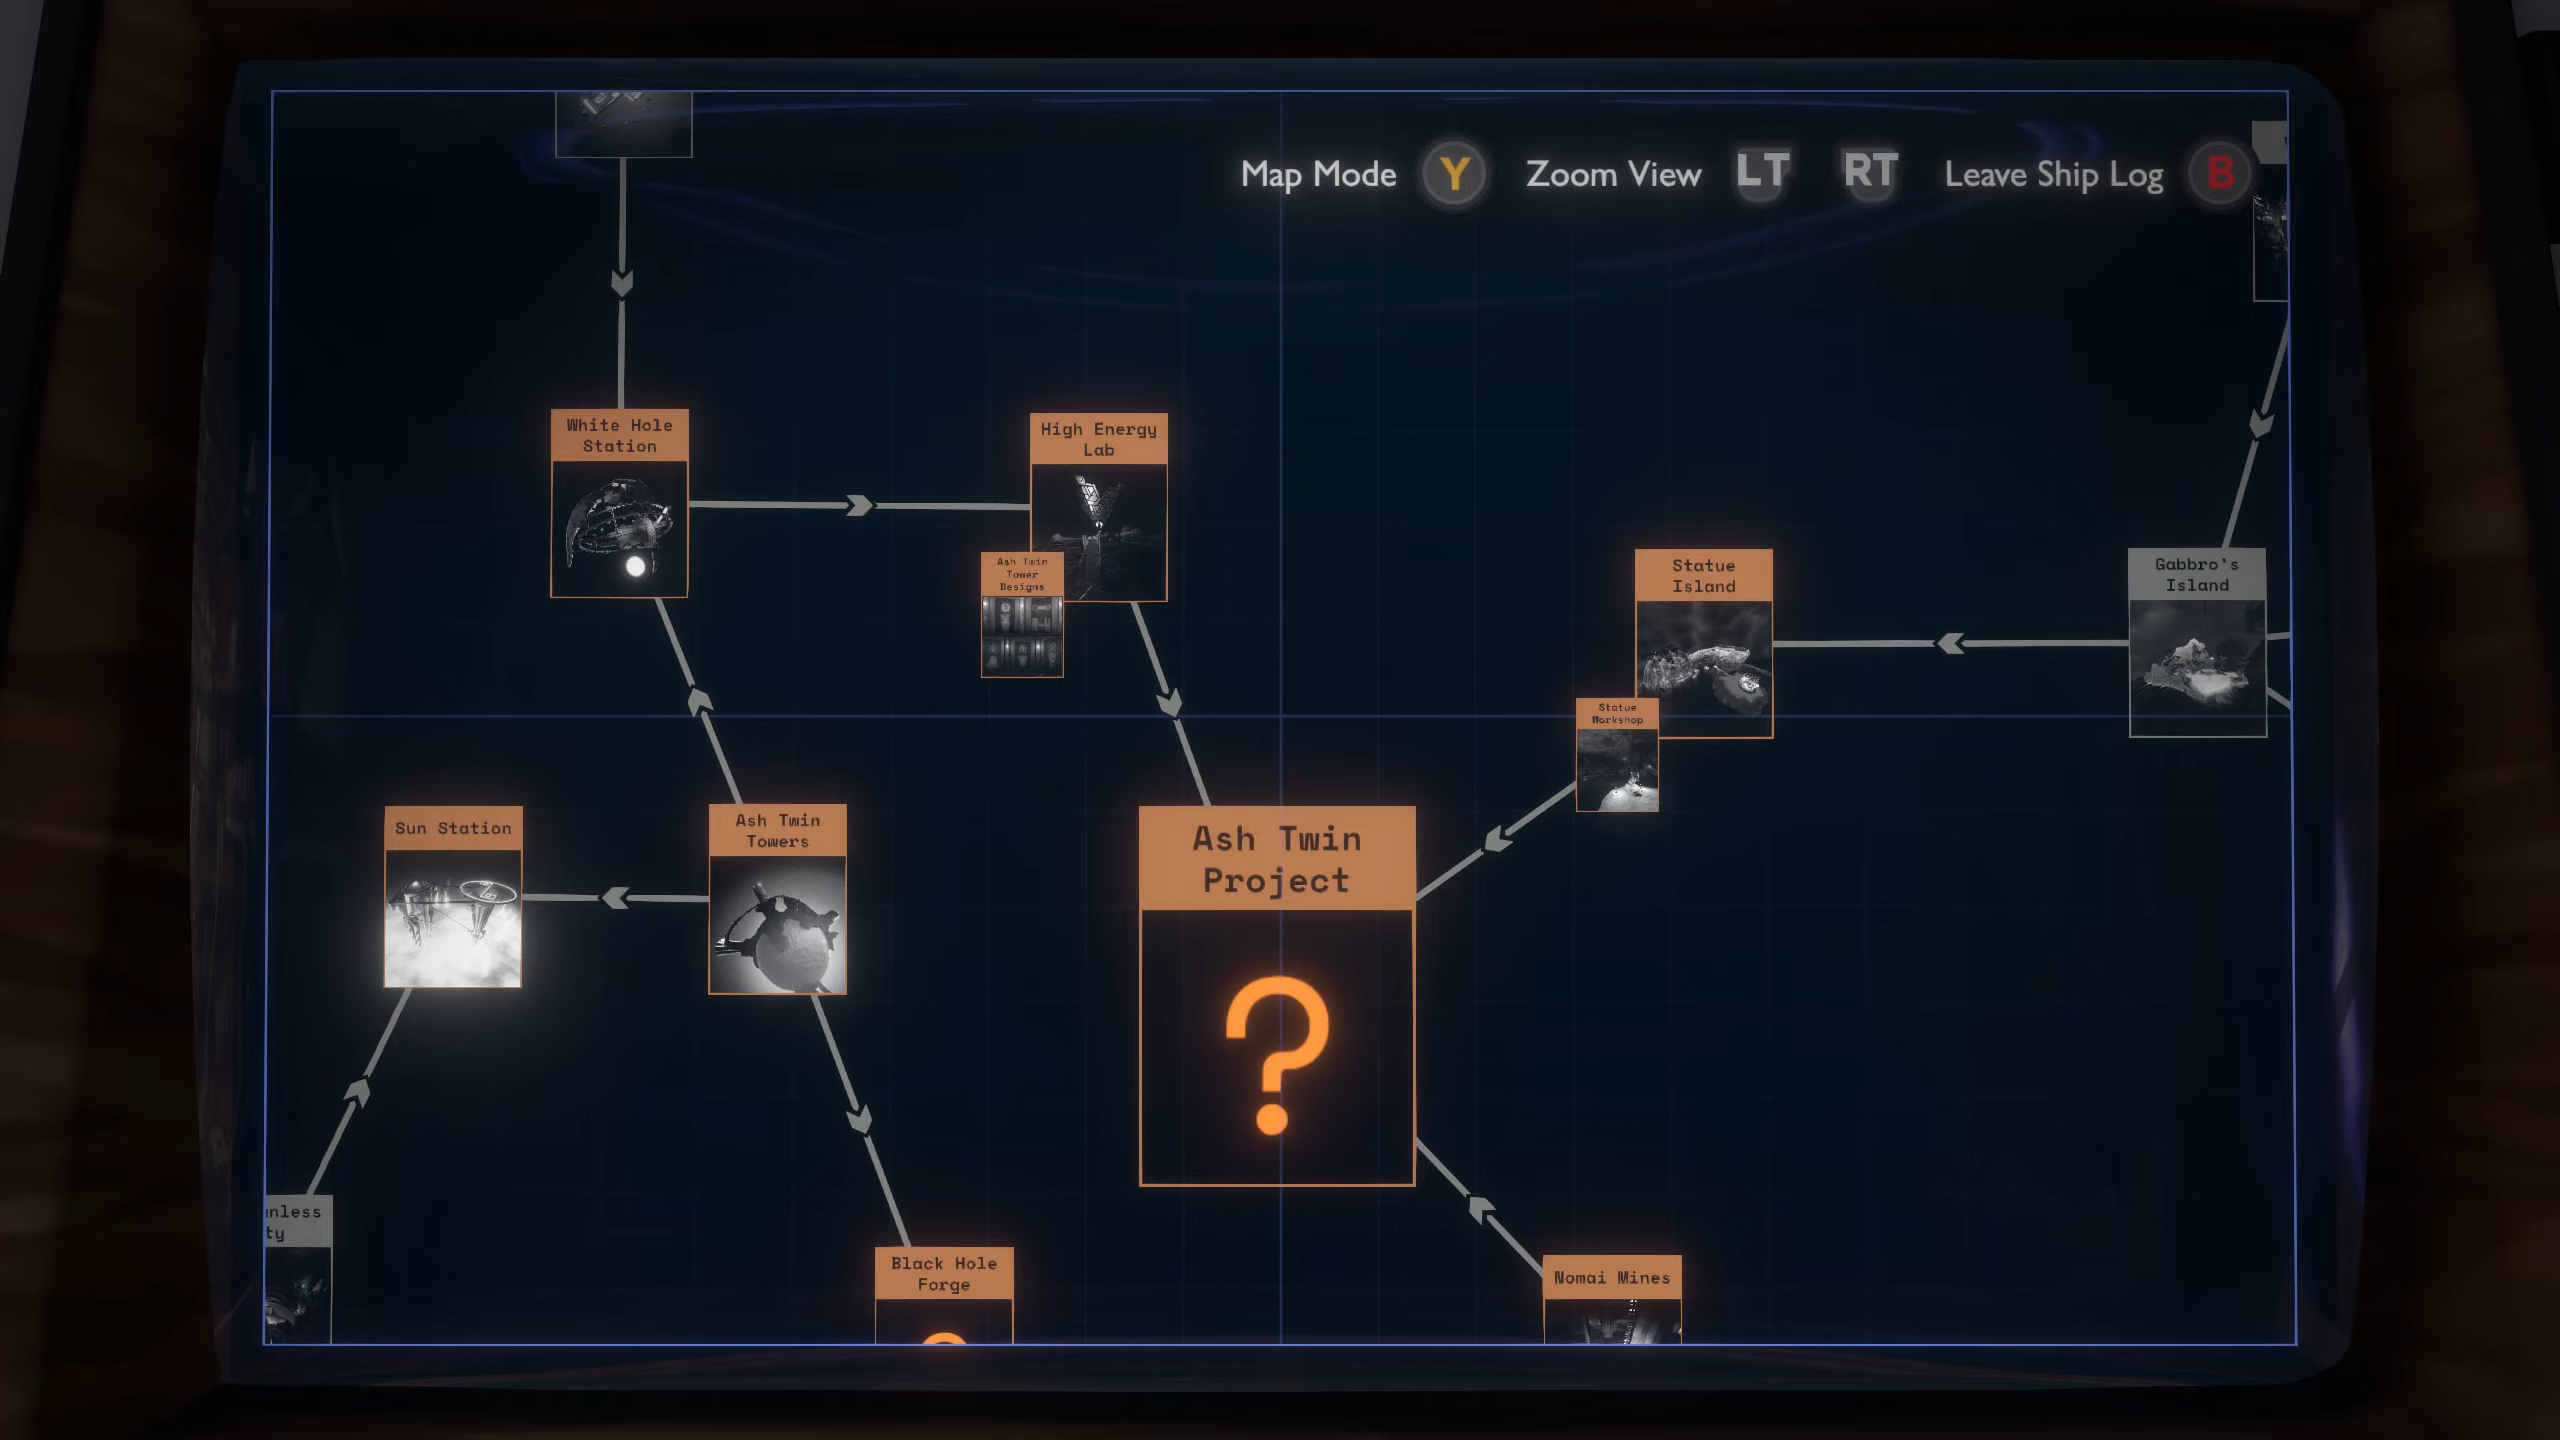 Map Mode Y Zoom View LT RT Leave Ship Log B
White Hole
Station
High Energy
Lab
Ash Twin
Tower
Designs
Statue
Island
Gabbro's
Island
Statue
Workshop
Sun Station
Ash Twin
Towers
Ash Twin
Project
?
nless
ty
Black Hole
Forge
Nomai Mines